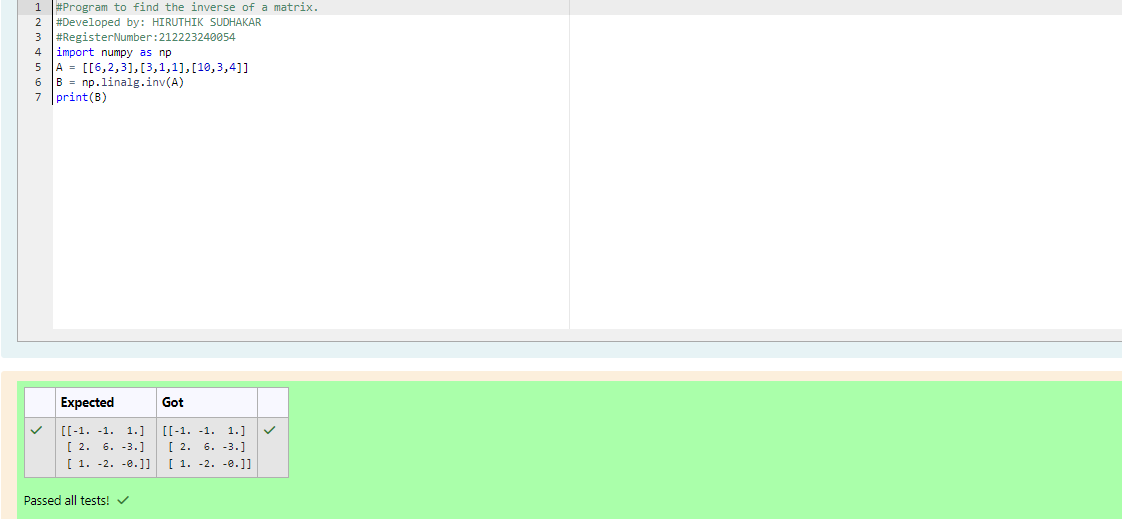 1 #Program to find the inverse of a matrix.
2 #Developed by: HIRUTHIK SUDHAKAR
3 #RegisterNumber:212223240054
4 import numpy as np
5 A = [[6,2,3],[3,1,1],[10,3,4]]
6 B = np.linalg.inv(A)
7 print(B)
Expected Got
[[-1. -1.  1.] [[-1. -1.  1.]
[ 2.  6. -3.] [ 2.  6. -3.]
[ 1. -2. -0.]] [ 1. -2. -0.]]
Passed all tests!